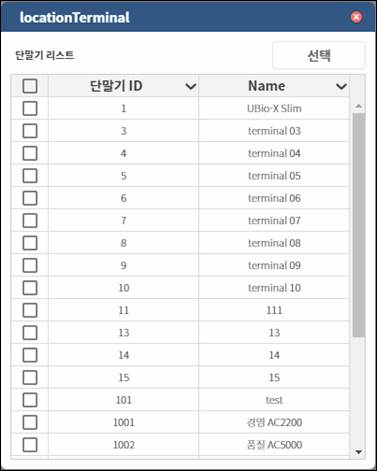 locationTerminal
단말기 리스트
선택
단말기 ID Name
1 UBio-X Slim
3 terminal 03
4 terminal 04
5 terminal 05
6 terminal 06
7 terminal 07
8 terminal 08
9 terminal 09
10 terminal 10
11 111
13 13
14 14
15 15
101 test
1001 경영 AC2200
1002 품질 AC5000